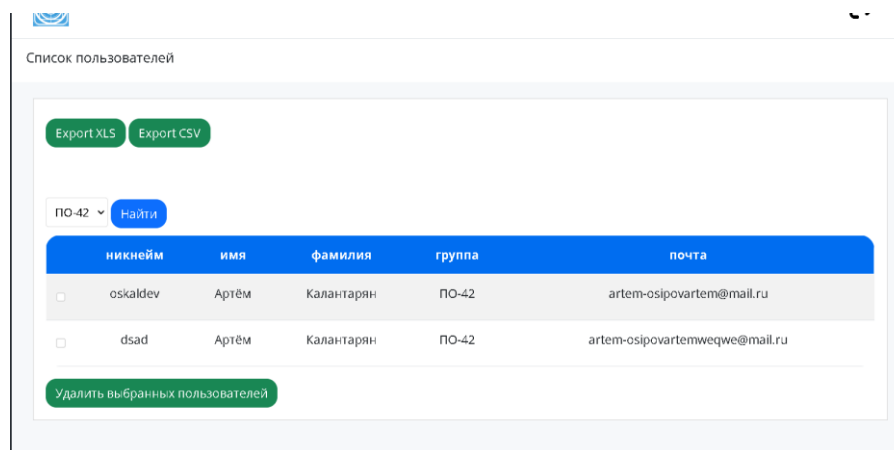 Список пользователей
Export XLS Export CSV
ПО-42 Найти
никнейм имя фамилия группа почта
oskaldev Артём Калантарян ПО-42 artem-osipovartem@mail.ru
dsad Артём Калантарян ПО-42 artem-osipovartemweqwe@mail.ru
Удалить выбранных пользователей